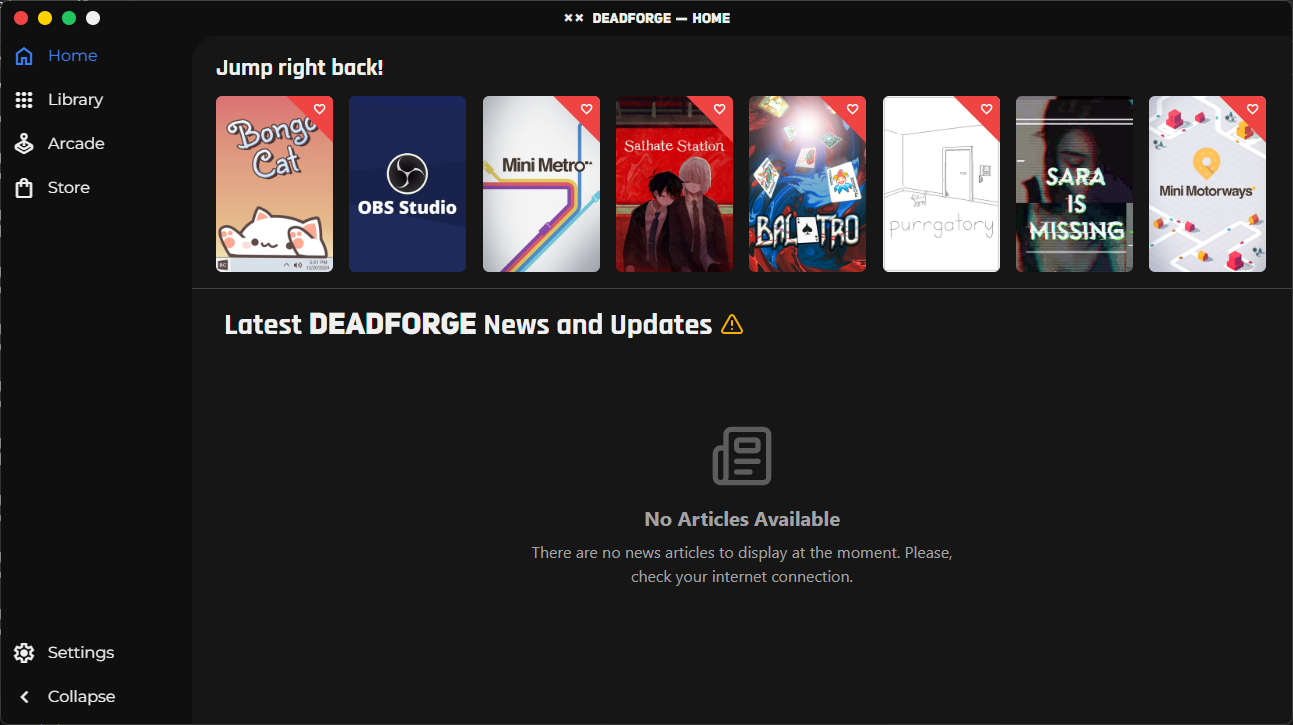 ×× DEADFORGE — HOME
Home
Library
Arcade
Store
Settings
Collapse
Jump right back!
Bongo
Cat
OBS Studio
Mini Metro
Salhate Station
BALATRO
purrgatory
SARA
IS
MISSING
Mini Motorways
Latest DEADFORGE News and Updates
No Articles Available
There are no news articles to display at the moment. Please,
check your internet connection.